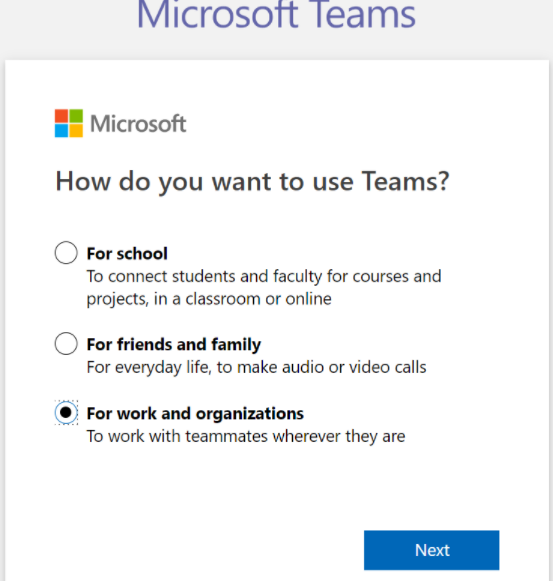 Microsoft Teams
Microsoft
How do you want to use Teams?
For school
To connect students and faculty for courses and
projects, in a classroom or online
For friends and family
For everyday life, to make audio or video calls
For work and organizations
To work with teammates wherever they are
Next